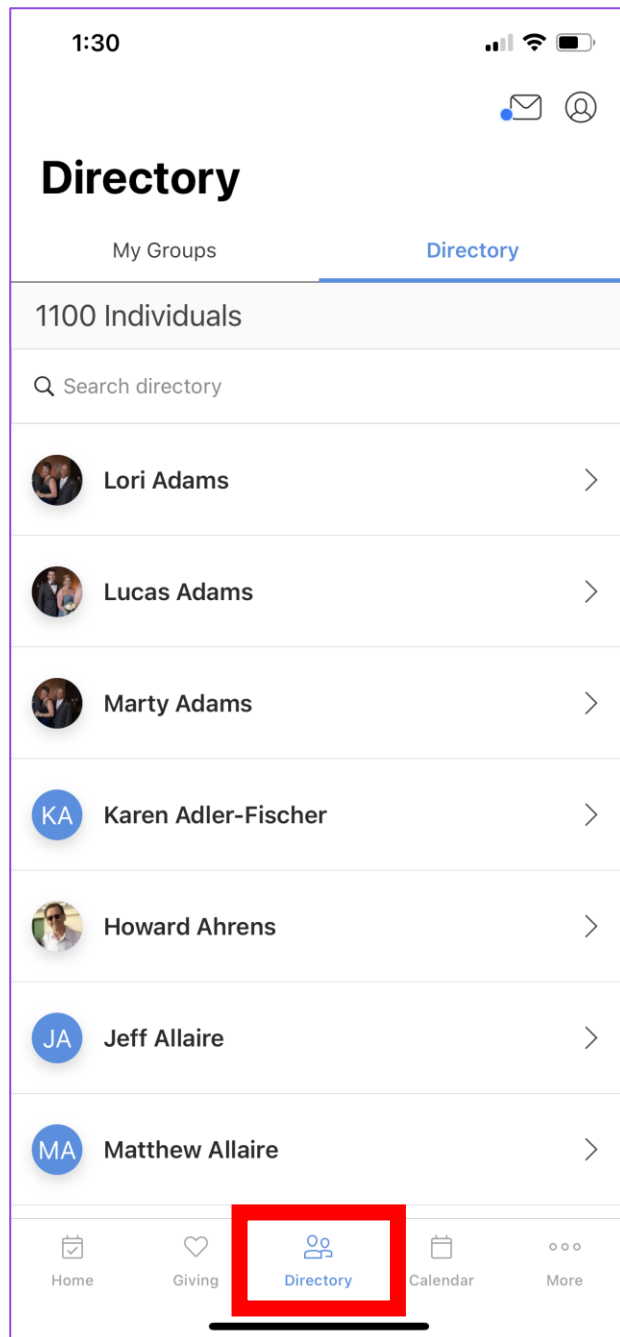 1:30
Directory
My Groups Directory
1100 Individuals
Search directory
Lori Adams
Lucas Adams
Marty Adams
KA Karen Adler-Fischer
Howard Ahrens
JA Jeff Allaire
MA Matthew Allaire
Home Giving Directory Calendar More